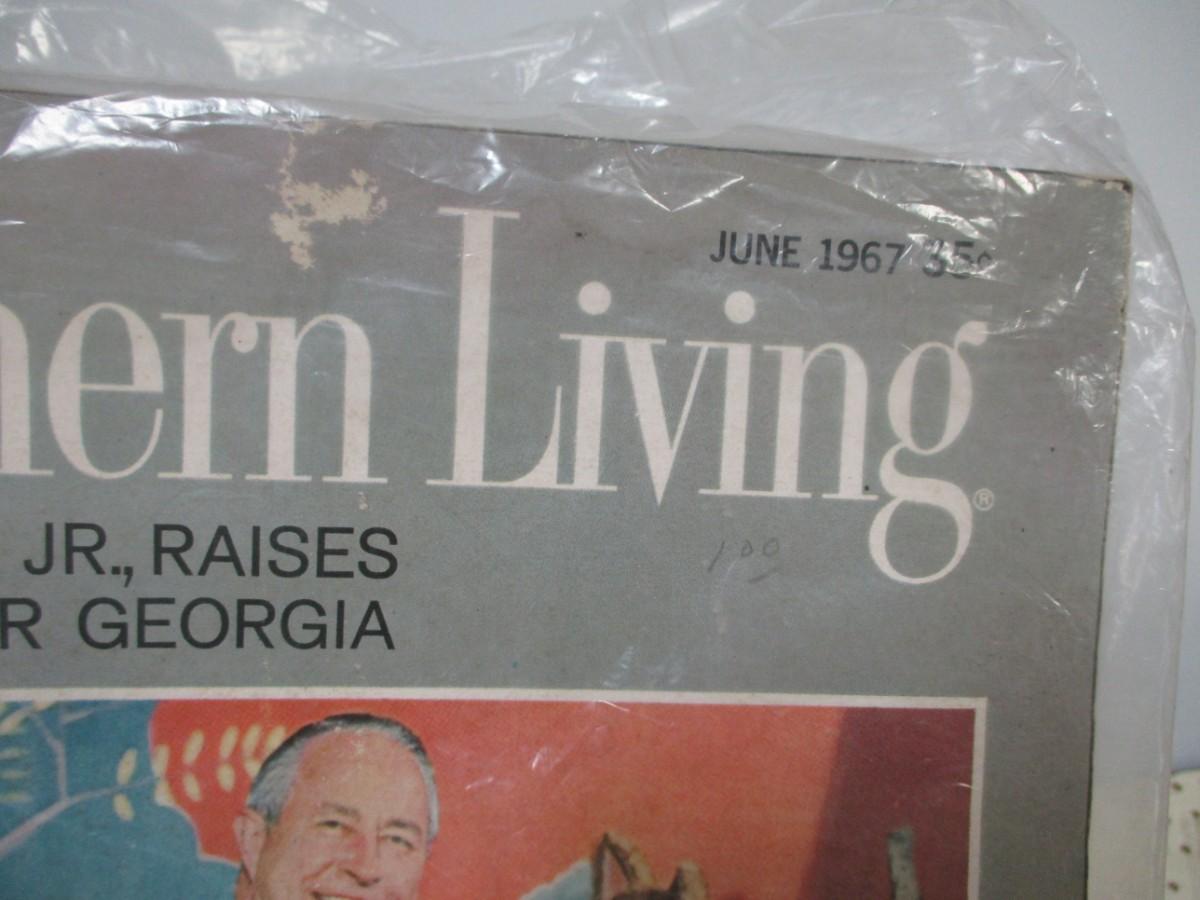 JUNE 1967 35¢
hern Living®
JR., RAISES
100
R GEORGIA